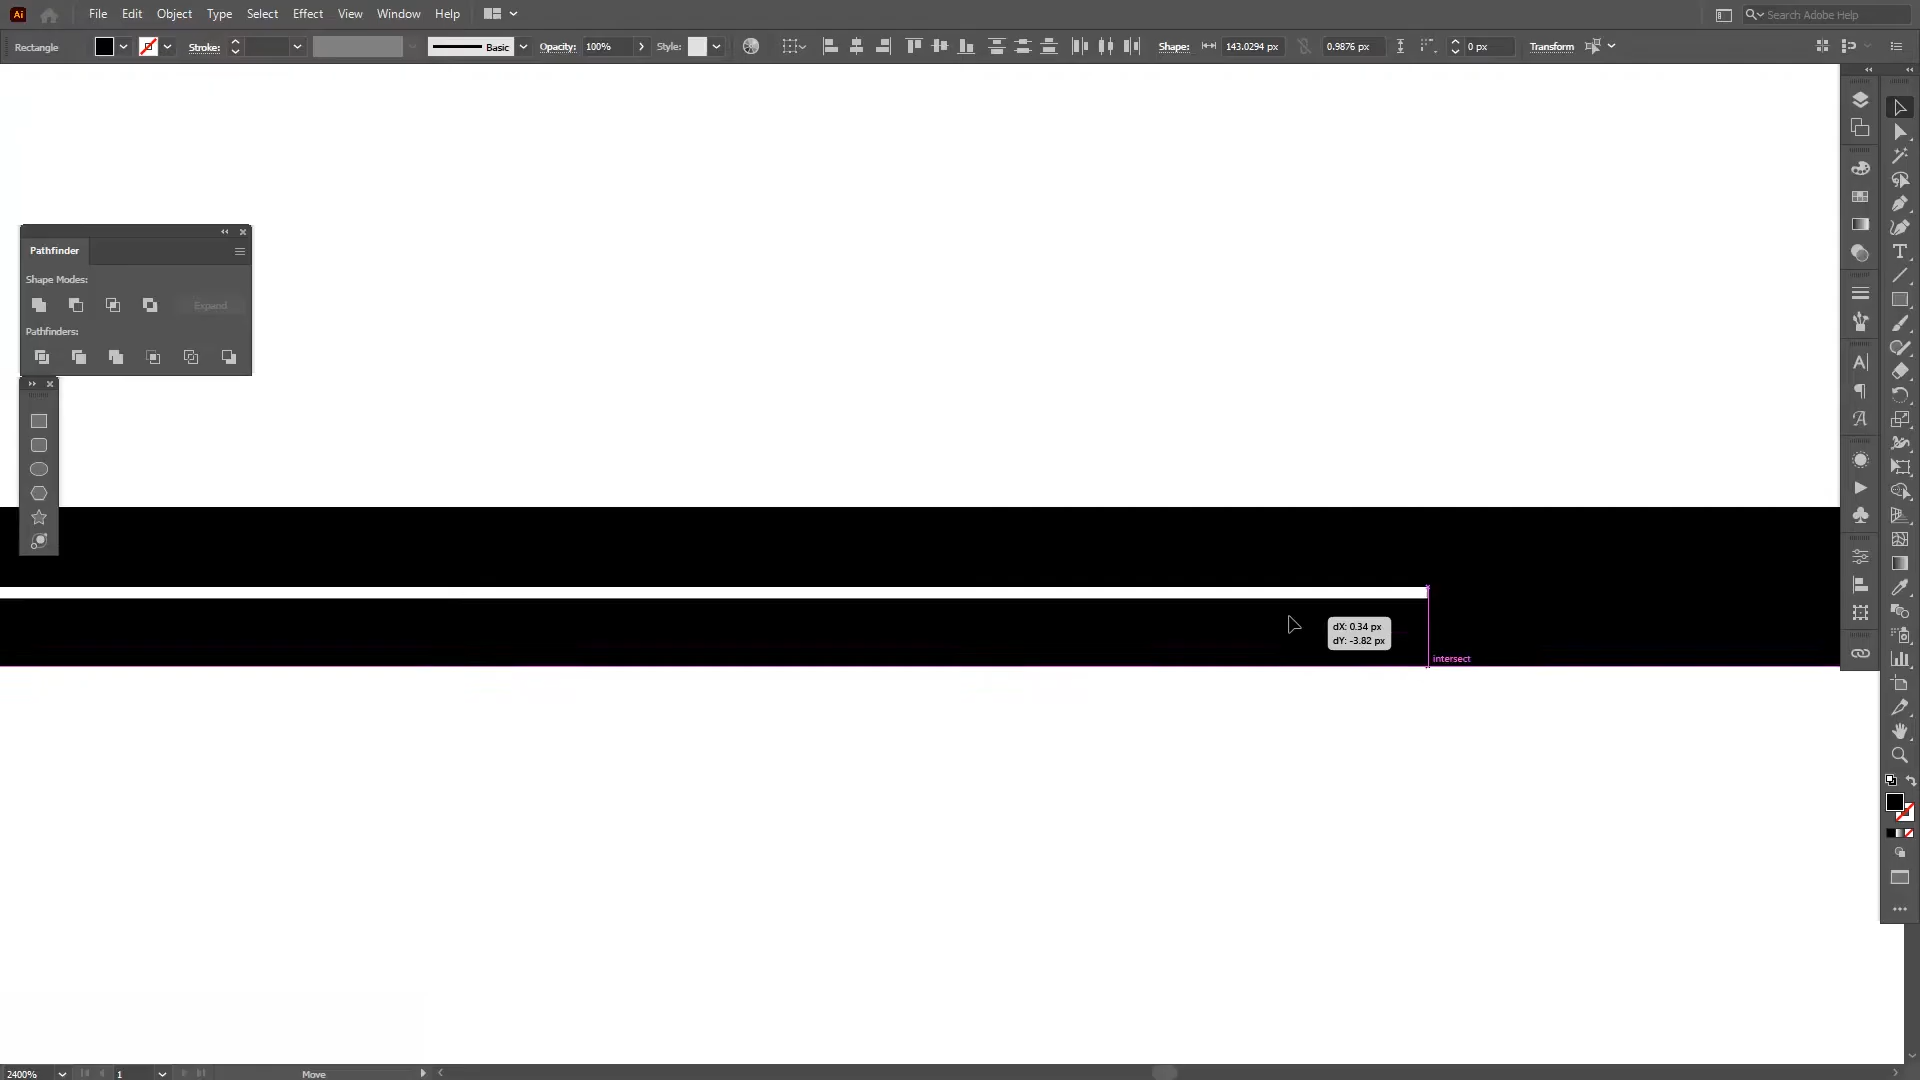 Ai File Edit Object Type Select Effect View Window Help Search Adobe Help
Rectangle Stroke: Basic Opacity: 100% Style: Shape: 143.0294 px 0.9876 px 0 px Transform
Pathfinder
Shape Modes:
Expand
Pathfinders:
dX: 0.34 px
dY: -3.82 px
intersect
2400% 1 Move